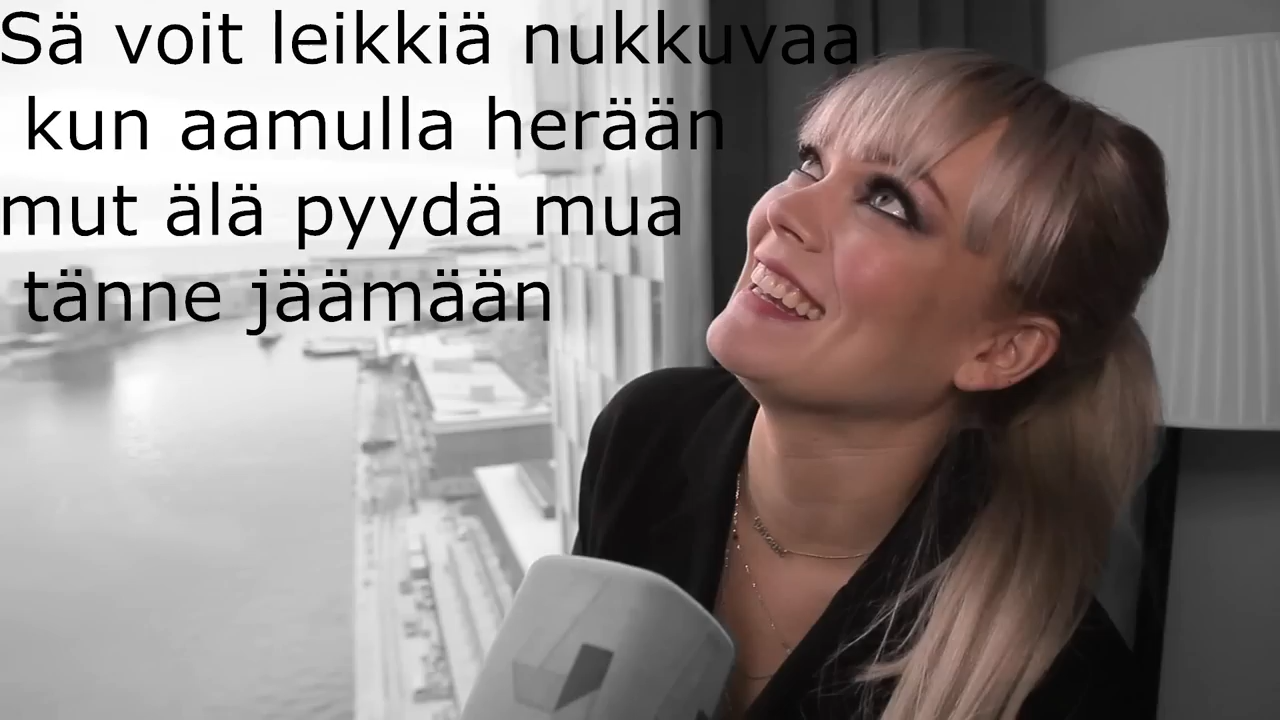 Sä voit leikkiä nukkuvaa
kun aamulla herään
mut älä pyydä mua
tänne jäämään